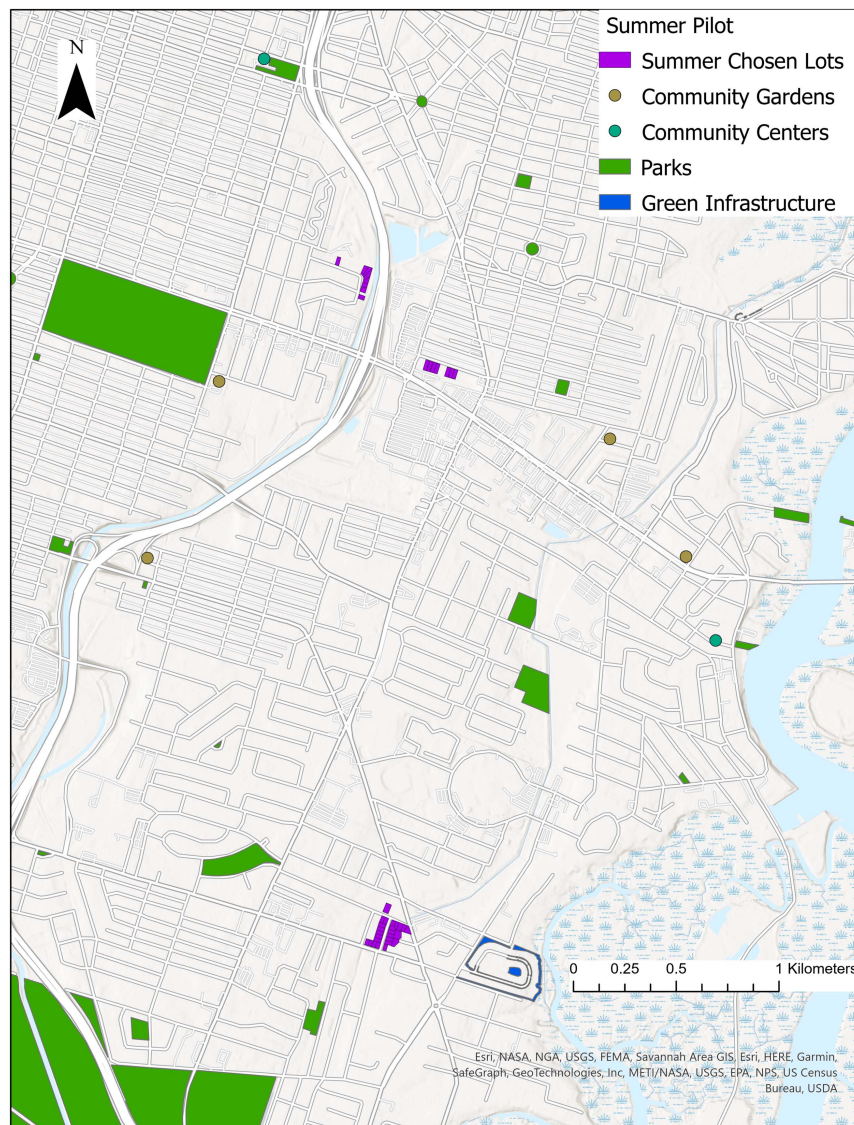 N
Summer Pilot
Summer Chosen Lots
Community Gardens
Community Centers
Parks
Green Infrastructure
0 0.25 0.5 1 Kilometers
Esri, NASA, NGA, USGS, FEMA, Savannah Area GIS, Esri, HERE, Garmin,
SafeGraph, GeoTechnologies, Inc, METI/NASA, USGS, EPA, NPS, US Census
Bureau, USDA